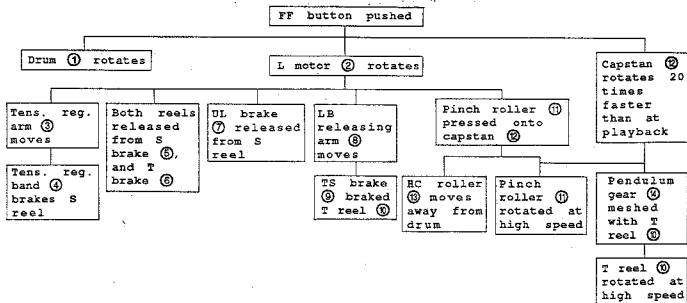 FF button pushed
Drum ① rotates
L motor ② rotates
Capstan ⑫
rotates 20
times
faster
than at
playback
Tens. reg.
arm ③
moves
Both reels
released
from S
brake ⑤,
and T
brake ⑥
UL brake
⑦ released
from S
reel
LB
releasing
arm ⑧
moves
Pinch roller ⑪
pressed onto
capstan ⑫
Tens. reg.
band ④
brakes S
reel
TS brake
⑨ braked
T reel ⑩
HC roller
⑬ moves
away from
drum
Pinch
roller ⑪
rotated at
high speed
Pendulum
gear ⑭
meshed
with T
reel ⑩
T reel ⑩
rotated at
high speed